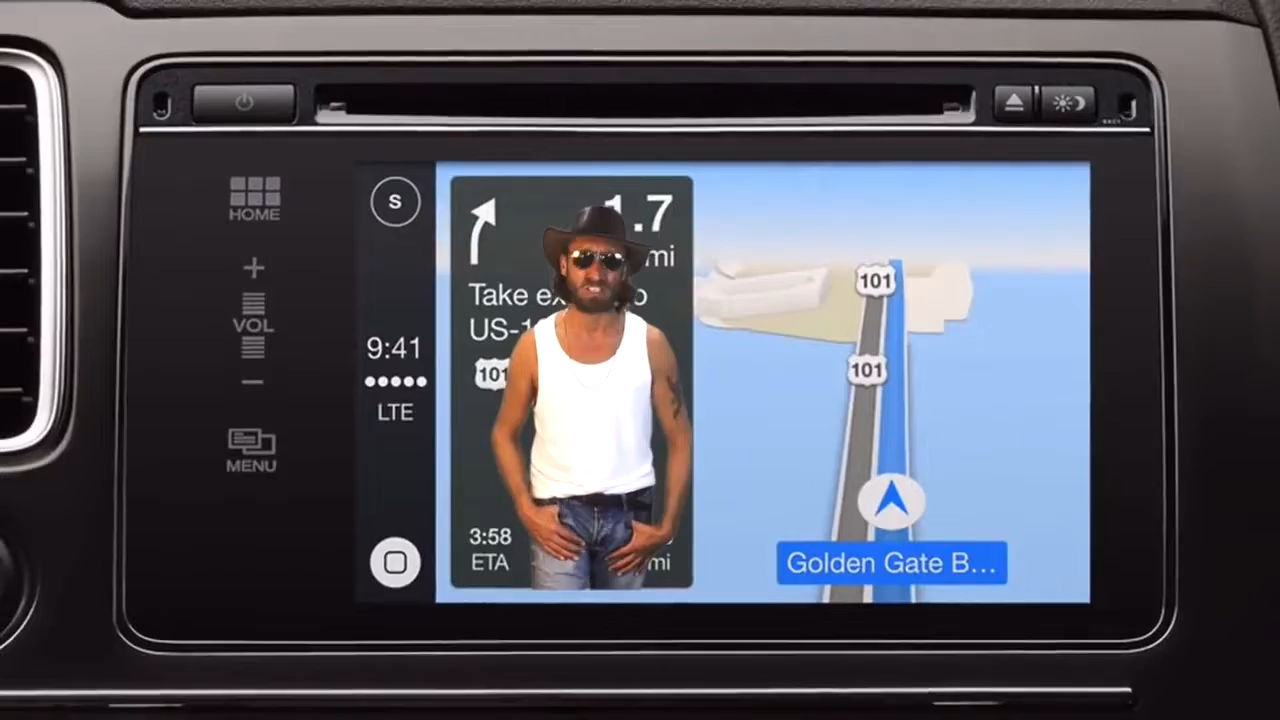 HOME
+
VOL
−
MENU
S
9:41
LTE
1.7
mi
Take
US-1
101
3:58
ETA
mi
101
101
Golden Gate B...